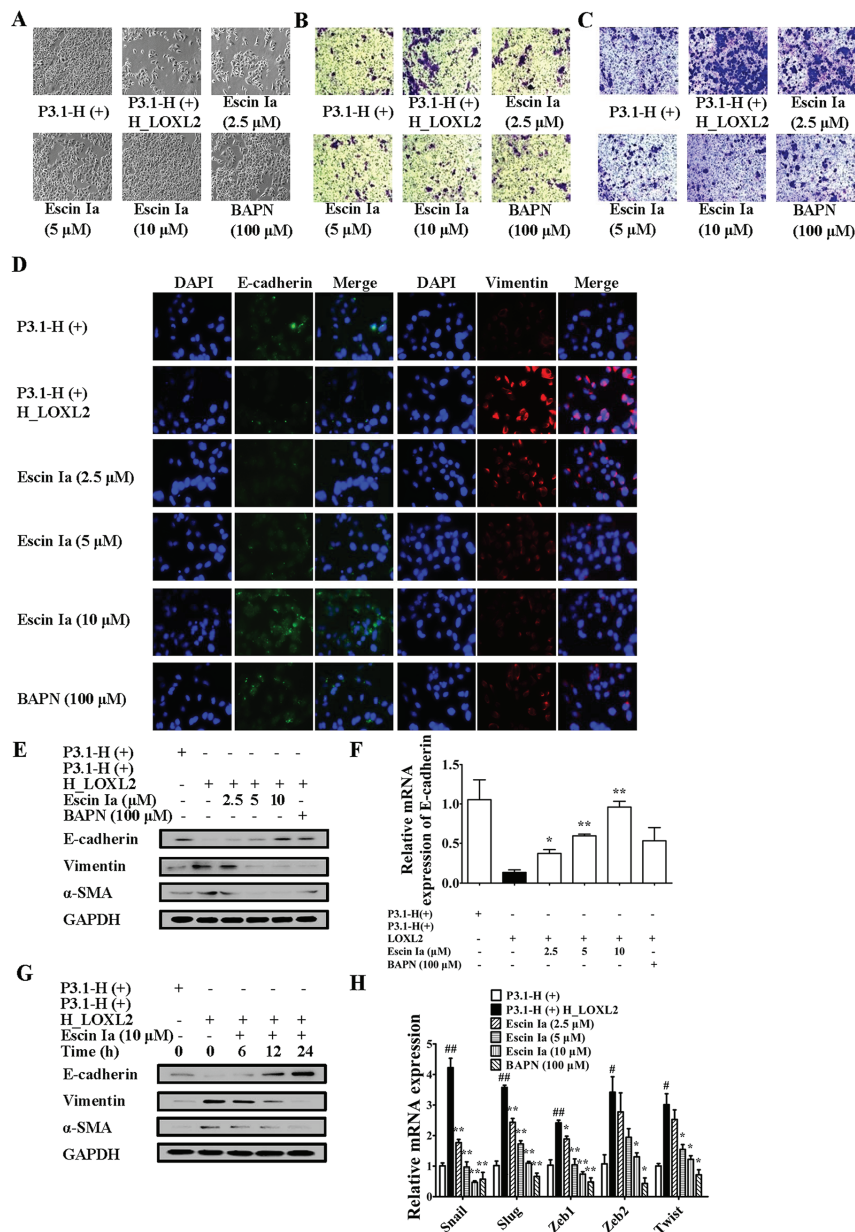 A
P3.1-H (+)
P3.1-H (+)
H_LOXL2
Escin Ia
(2.5 μM)
Escin Ia
(5 μM)
Escin Ia
(10 μM)
BAPN
(100 μM)
B
P3.1-H (+)
P3.1-H (+)
H_LOXL2
Escin Ia
(2.5 μM)
Escin Ia
(5 μM)
Escin Ia
(10 μM)
BAPN
(100 μM)
C
P3.1-H (+)
P3.1-H (+)
H_LOXL2
Escin Ia
(2.5 μM)
Escin Ia
(5 μM)
Escin Ia
(10 μM)
BAPN
(100 μM)
D
DAPI E-cadherin Merge DAPI Vimentin Merge
P3.1-H (+)
P3.1-H (+)
H_LOXL2
Escin Ia (2.5 μM)
Escin Ia (5 μM)
Escin Ia (10 μM)
BAPN (100 μM)
E
P3.1-H (+) + - - - - -
P3.1-H (+)
H_LOXL2 - + + + + +
Escin Ia (μM) - - 2.5 5 10 -
BAPN (100 μM) - - - - - +
E-cadherin
Vimentin
α-SMA
GAPDH
F
Relative mRNA
expression of E-cadherin
1.5
1.0
0.5
0.0
* ** **
P3.1-H(+) + - - - - -
P3.1-H(+)
LOXL2 - + + + + +
Escin Ia (μM) - - 2.5 5 10 -
BAPN (100 μM) - - - - - +
G
P3.1-H (+) + - - - -
P3.1-H (+)
H_LOXL2 - + + + +
Escin Ia (10 μM) - - + + +
Time (h) 0 0 6 12 24
E-cadherin
Vimentin
α-SMA
GAPDH
H
P3.1-H (+)
P3.1-H (+) H_LOXL2
Escin Ia (2.5 μM)
Escin Ia (5 μM)
Escin Ia (10 μM)
BAPN (100 μM)
Relative mRNA expression
5
4
3
2
1
0
## ** ** ** **
## ** ** ** **
## * ** ** **
# * *
# * * *
Snail Slug Zeb1 Zeb2 Twist